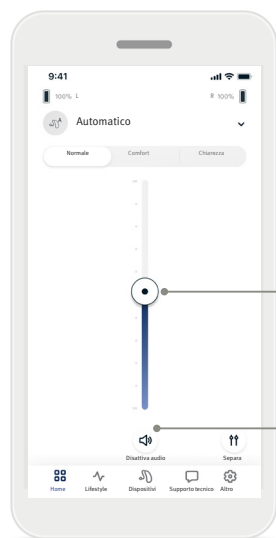 9:41
100% L
R 100%
Automatico
Normale Comfort Chiarezza
Disattiva audio Separa
Home Lifestyle Dispositivi Supporto tecnico Altro